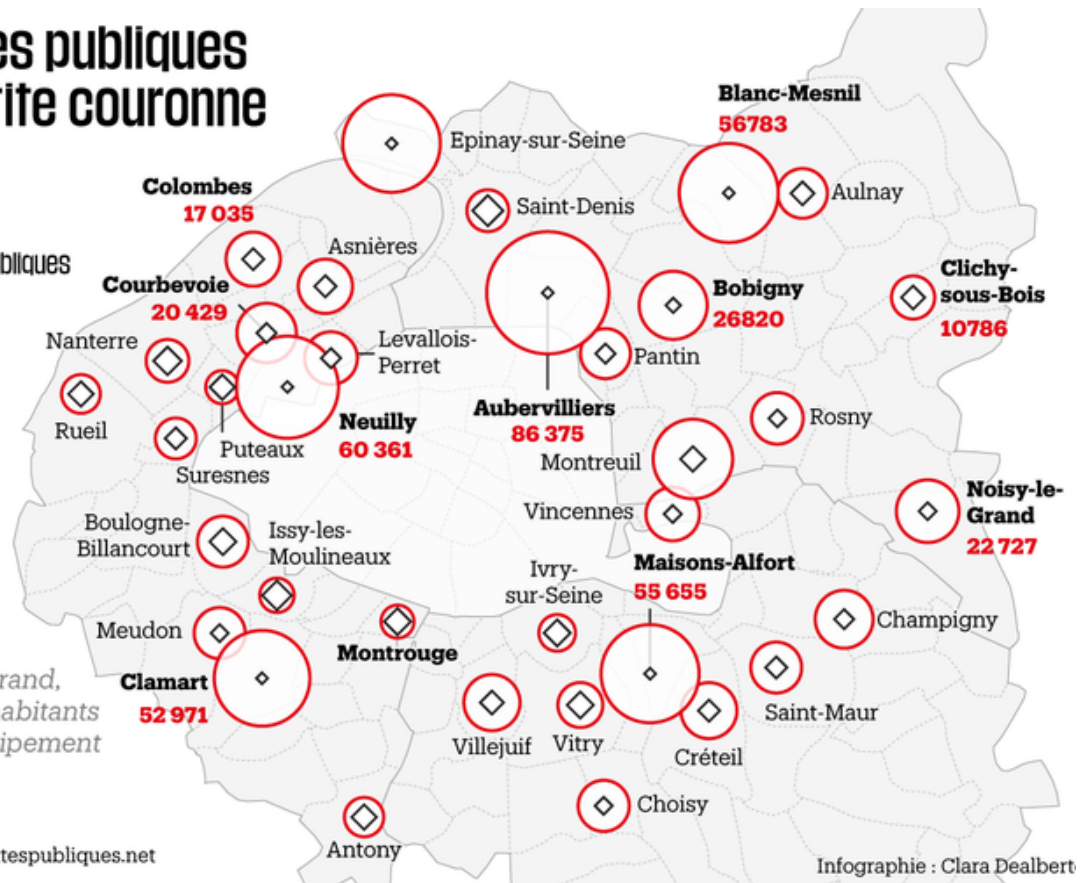 es publiques
tite couronne
bliques
Blanc-Mesnil
56783
Epinay-sur-Seine
Colombes
17 035
Saint-Denis
Aulnay
Asnières
Courbevoie
20 429
Clichy-
sous-Bois
10786
Bobigny
26820
Nanterre
Levallois-
Perret
Pantin
Rueil
Puteaux
Suresnes
Neuilly
60 361
Aubervilliers
86 375
Rosny
Montreuil
Vincennes
Noisy-le-
Grand
22 727
Boulogne-
Billancourt
Issy-les-
Moulineaux
Ivry-
sur-Seine
Maisons-Alfort
55 655
Meudon
Montrouge
Champigny
Clamart
52 971
rand,
abitants
ipement
Villejuif
Vitry
Créteil
Saint-Maur
Choisy
Antony
ttespubliques.net
Infographie : Clara Dealbert